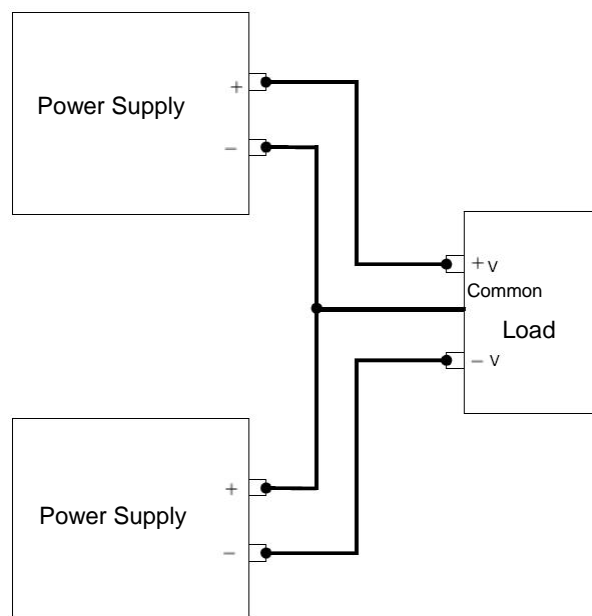 +
Power Supply
−
+ V
Common
Load
− V
+
Power Supply
−